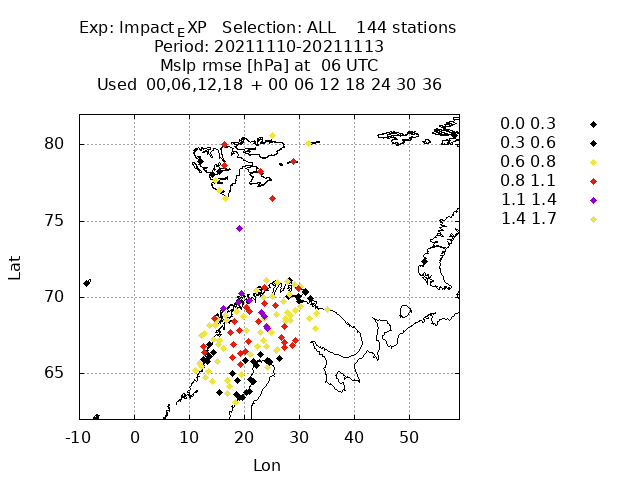 Exp: Impact_EXP Selection: ALL 144 stations
Period: 20211110-20211113
Mslp rmse [hPa] at 06 UTC
Used 00,06,12,18 + 00 06 12 18 24 30 36
0.0 0.3
0.3 0.6
0.6 0.8
0.8 1.1
1.1 1.4
1.4 1.7
80
75
70
65
Lat
-10 0 10 20 30 40 50
Lon